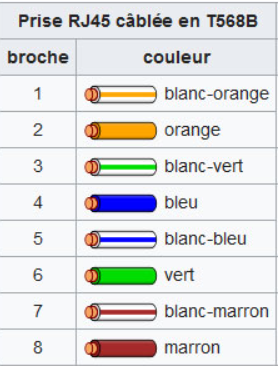 Prise RJ45 câblée en T568B
broche couleur
1 blanc-orange
2 orange
3 blanc-vert
4 bleu
5 blanc-bleu
6 vert
7 blanc-marron
8 marron